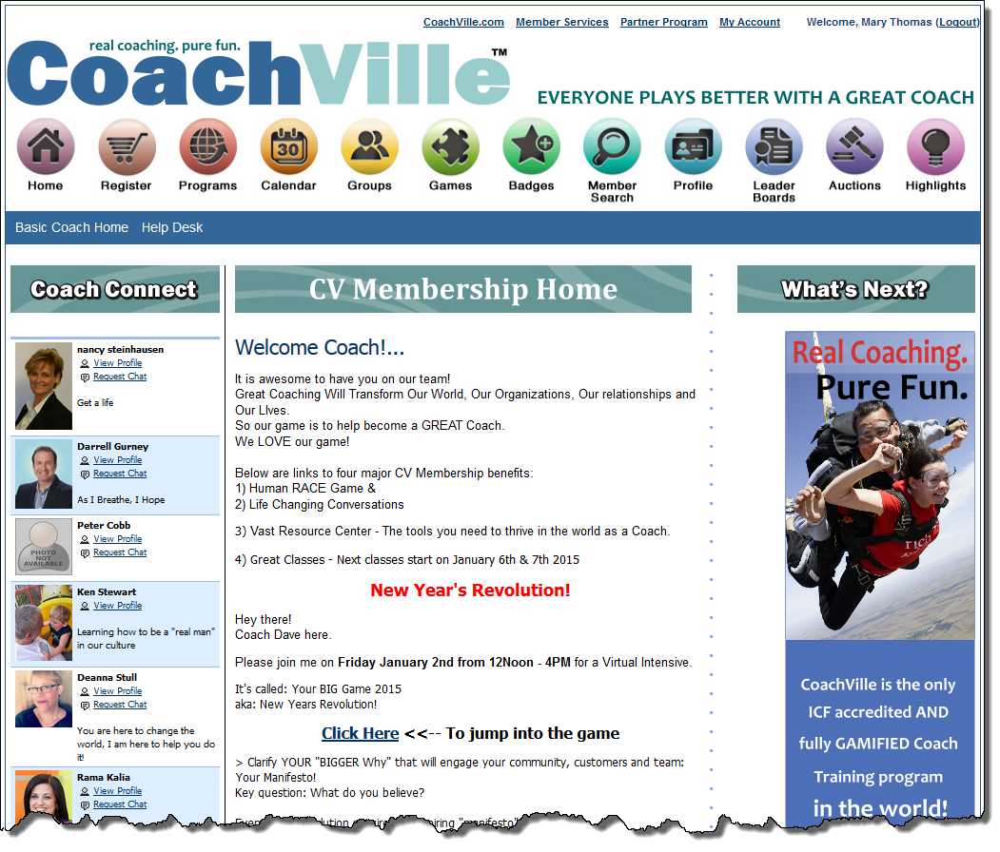 CoachVille.com Member Services Partner Program My Account Welcome, Mary Thomas (Logout)
real coaching. pure fun.
CoachVille™
EVERYONE PLAYS BETTER WITH A GREAT COACH
30
Home Register Programs Calendar Groups Games Badges Member Search Profile Leader Boards Auctions Highlights
Basic Coach Home Help Desk
Coach Connect
nancy steinhausen
View Profile
Request Chat
Get a life
Darrell Gurney
View Profile
Request Chat
As I Breathe, I Hope
PHOTO
NOT
AVAILABLE
Peter Cobb
View Profile
Request Chat
Ken Stewart
View Profile
Learning how to be a "real man"
in our culture
Deanna Stull
View Profile
Request Chat
You are here to change the
world, I am here to help you do
it!
Rama Kalia
View Profile
Request Chat
CV Membership Home
Welcome Coach!...
It is awesome to have you on our team!
Great Coaching Will Transform Our World, Our Organizations, Our relationships and
Our LIves.
So our game is to help become a GREAT Coach.
We LOVE our game!
Below are links to four major CV Membership benefits:
1) Human RACE Game &
2) Life Changing Conversations
3) Vast Resource Center - The tools you need to thrive in the world as a Coach.
4) Great Classes - Next classes start on January 6th & 7th 2015
New Year's Revolution!
Hey there!
Coach Dave here.
Please join me on Friday January 2nd from 12Noon - 4PM for a Virtual Intensive.
It's called: Your BIG Game 2015
aka: New Years Revolution!
Click Here <<-- To jump into the game
> Clarify YOUR "BIGGER Why" that will engage your community, customers and team:
Your Manifesto!
Key question: What do you believe?
"manifesto"
What's Next?
Real Coaching.
Pure Fun.
CoachVille is the only
ICF accredited AND
fully GAMIFIED Coach
Training program
in the world!